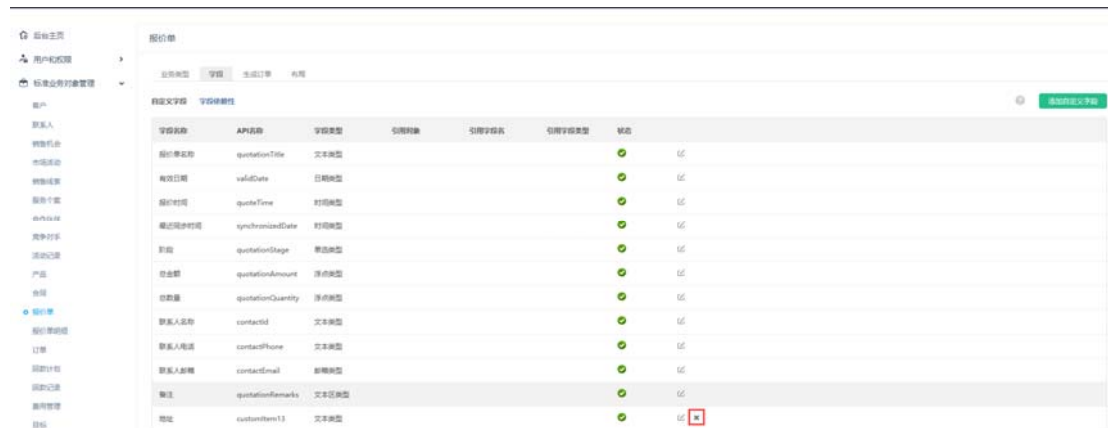 后台主页
用户和权限
标准业务对象管理
客户
联系人
销售机会
市场活动
销售线索
服务个案
合作伙伴
竞争对手
活动记录
产品
合同
报价单
报价单明细
订单
回款计划
回款记录
费用管理
目标
报价单
业务类型 字段 生成订单 布局
自定义字段 字段依赖性
添加自定义字段
字段名称 API名称 字段类型 引用对象 引用字段名 引用字段类型 状态
报价单名称 quotationTitle 文本类型
有效日期 validDate 日期类型
报价时间 quoteTime 时间类型
最近同步时间 synchronizedDate 时间类型
阶段 quotationStage 单选类型
总金额 quotationAmount 浮点类型
总数量 quotationQuantity 浮点类型
联系人名称 contactId 文本类型
联系人电话 contactPhone 文本类型
联系人邮箱 contactEmail 邮箱类型
备注 quotationRemarks 文本区类型
地址 customItem13 文本类型